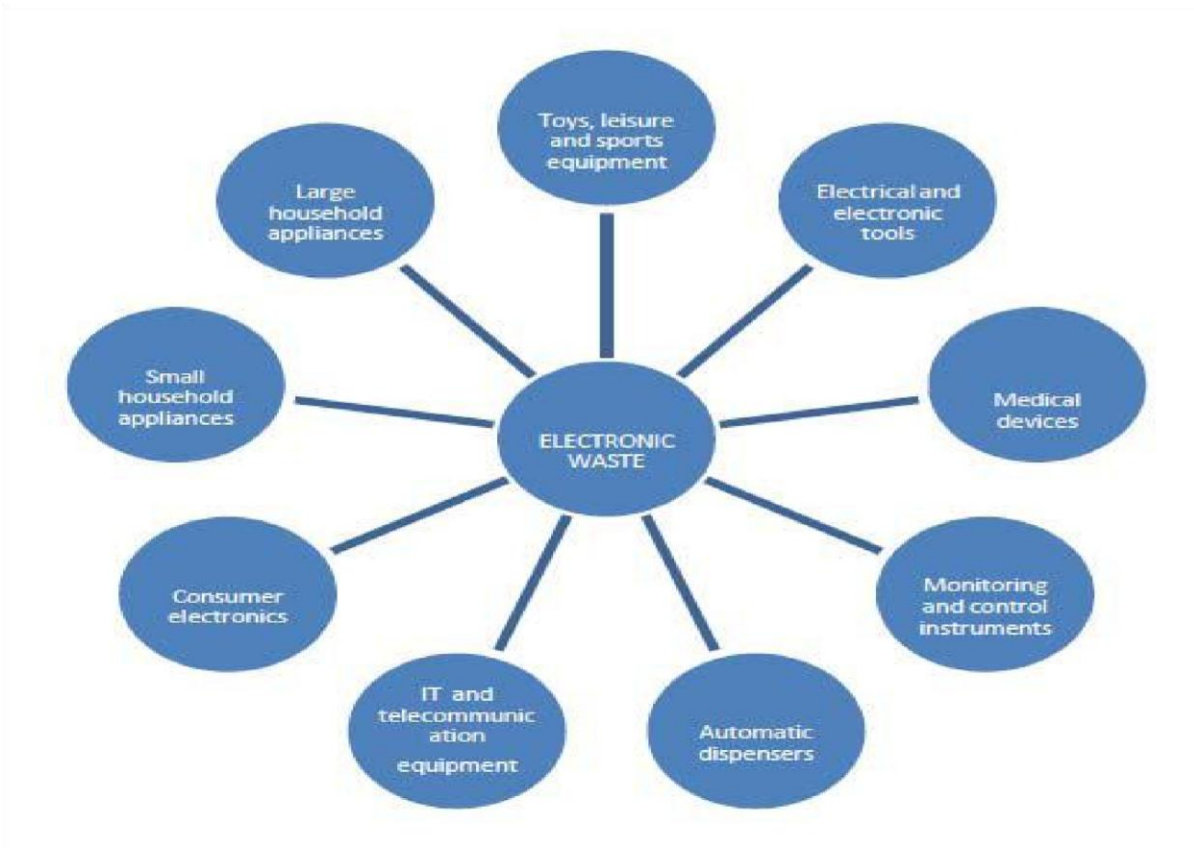 Toys, leisure
and sports
equipment
Electrical and
electronic
tools
Medical
devices
Monitoring
and control
instruments
Automatic
dispensers
IT and
telecommunic
ation
equipment
Consumer
electronics
Small
household
appliances
Large
household
appliances
ELECTRONIC
WASTE